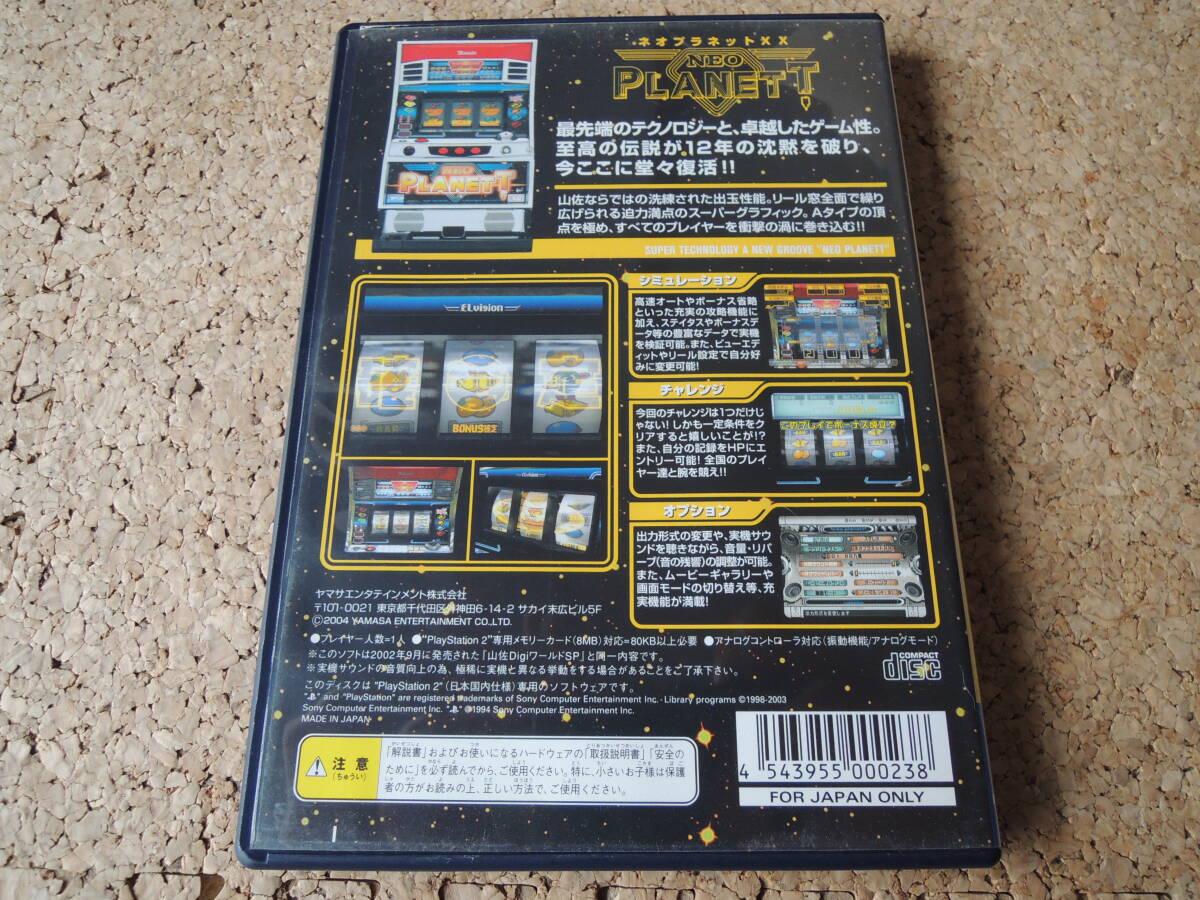 ネオプラネットXX
NEO
PLANETT
最先端のテクノロジーと、卓越したゲーム性。
至高の伝説が12年の沈黙を破り、
今ここに堂々復活!!
山佐ならではの洗練された出玉性能。リール窓全面で繰り
広げられる迫力満点のスーパーグラフィック。Aタイプの頂
点を極め、すべてのプレイヤーを衝撃の渦に巻き込む!!
SUPER TECHNOLOGY A NEW GROOVE "NEO PLANETT"
NEO
PLANETT
ELvision
BONUS確定
シミュレーション
高速オートやボーナス省略
といった充実の攻略機能に
加え、ステイタスやボーナスデ
ータ等の豊富なデータで実機
を検証可能。また、ビューエデ
ィットやリール設定で自分好
みに変更可能!
チャレンジ
今回のチャレンジは1つだけじ
ゃない!しかも一定条件をク
リアすると嬉しいことが!?
また、自分の記録をHPにエ
ントリー可能!全国のプレイ
ヤー達と腕を競え!!
このプレイでボーナス成立?
オプション
出力形式の変更や、実機サウ
ンドを聴きながら、音量・リバ
ーブ(音の残響)の調整が可能。
また、ムービーギャラリーや
画面モードの切り替え等、充
実機能が満載!
ヤマサエンタテインメント株式会社
〒101-0021 東京都千代田区外神田6-14-2 サカイ末広ビル5F
©2004 YAMASA ENTERTAINMENT CO.,LTD.
●プレイヤー人数=1人 ●"PlayStation 2"専用メモリーカード(8MB)対応=80KB以上必要 ●アナログコントローラ対応(振動機能/アナログモード)
※このソフトは2002年9月に発売された「山佐DigiワールドSP」と同一内容です。
※実機サウンドの音質向上の為、極稀に実機と異なる挙動をする場合があることをご了承下さい。
COMPACT
disc
このディスクは "PlayStation 2"(日本国内仕様)専用のソフトウェアです。
" " and "PlayStation" are registered trademarks of Sony Computer Entertainment Inc. · Library programs ©1998-2003
Sony Computer Entertainment Inc. " " ©1994 Sony Computer Entertainment Inc.
MADE IN JAPAN
注意
(ちゅうい)
「解説書」およびお使いになるハードウェアの「取扱説明書」「安全の
ために」を必ず読んでから、ご使用ください。特に、小さいお子様は保護
者の方がお読みの上、正しい方法で、ご使用ください。
4 543955 000238
FOR JAPAN ONLY